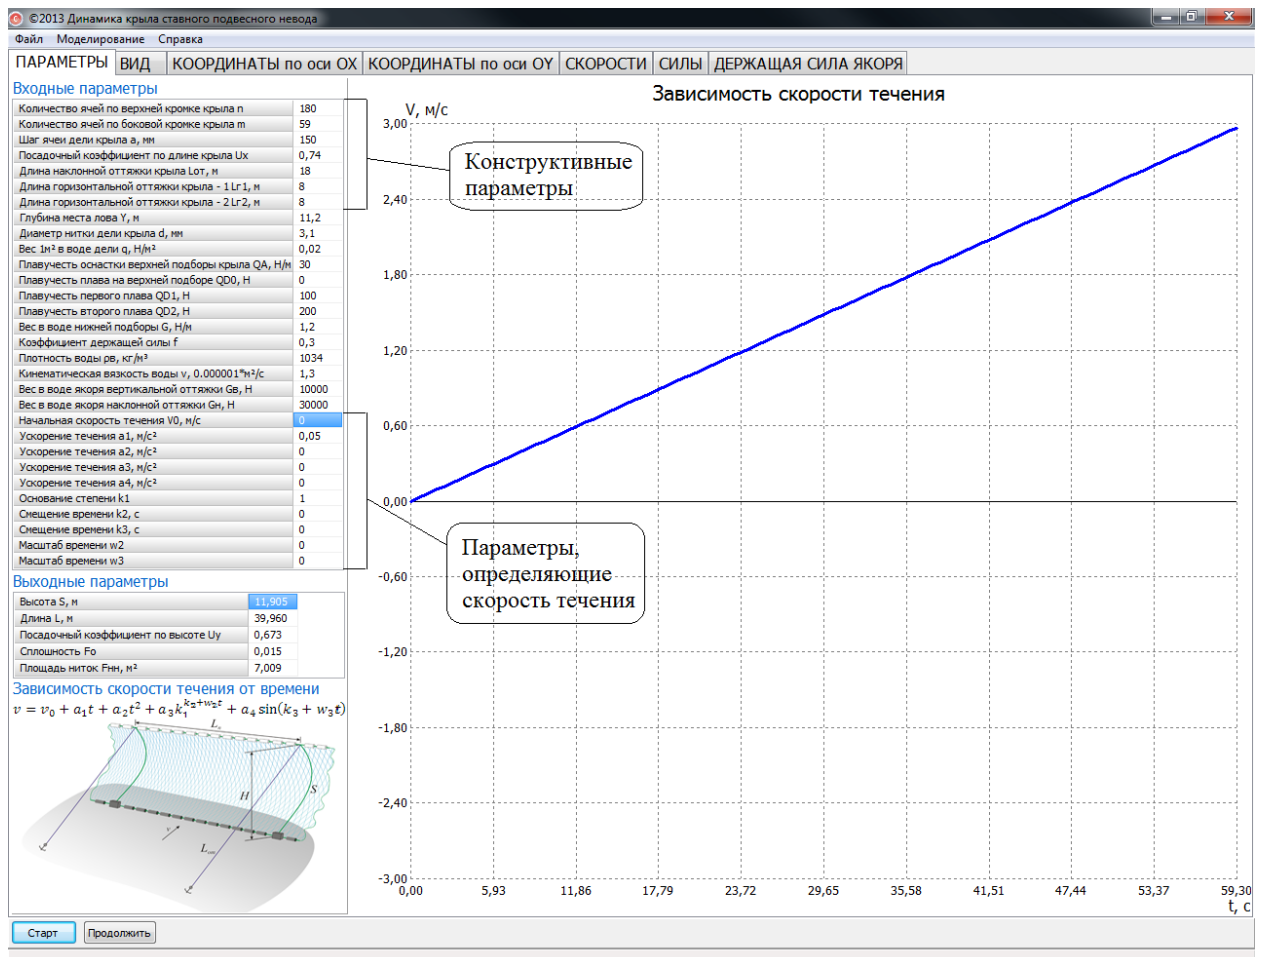 ©2013 Динамика крыла ставного подвесного невода
Файл Моделирование Справка
ПАРАМЕТРЫ ВИД КООРДИНАТЫ по оси OX КООРДИНАТЫ по оси OY СКОРОСТИ СИЛЫ ДЕРЖАЩАЯ СИЛА ЯКОРЯ
Входные параметры
Количество ячей по верхней кромке крыла n 180
Количество ячей по боковой кромке крыла m 59
Шаг ячеи дели крыла a, мм 150
Посадочный коэффициент по длине крыла Ux 0,74
Длина наклонной оттяжки крыла Lот, м 18
Длина горизонтальной оттяжки крыла - 1 Lг1, м 8
Длина горизонтальной оттяжки крыла - 2 Lг2, м 8
Глубина места лова Y, м 11,2
Диаметр нитки дели крыла d, мм 3,1
Вес 1м² в воде дели q, Н/м² 0,02
Плавучесть оснастки верхней подборы крыла QA, Н/м 30
Плавучесть плава на верхней подборе QD0, Н 0
Плавучесть первого плава QD1, Н 100
Плавучесть второго плава QD2, Н 200
Вес в воде нижней подборы G, Н/м 1,2
Коэффициент держащей силы f 0,3
Плотность воды ρв, кг/м³ 1034
Кинематическая вязкость воды ν, 0.000001*м²/с 1,3
Вес в воде якоря вертикальной оттяжки Gв, Н 10000
Вес в воде якоря наклонной оттяжки Gн, Н 30000
Начальная скорость течения V0, м/с 0
Ускорение течения a1, м/с² 0,05
Ускорение течения a2, м/с² 0
Ускорение течения a3, м/с² 0
Ускорение течения a4, м/с² 0
Основание степени k1 1
Смещение времени k2, с 0
Смещение времени k3, с 0
Масштаб времени w2 0
Масштаб времени w3 0
Выходные параметры
Высота S, м 11,905
Длина L, м 39,960
Посадочный коэффициент по высоте Uy 0,673
Сплошность Fo 0,015
Площадь ниток Fнн, м² 7,009
Зависимость скорости течения от времени
v = v₀ + a₁t + a₂t² + a₃k₁^(k₂+w₂t) + a₄ sin(k₃ + w₃t)
H
S
v
Старт Продолжить
Зависимость скорости течения
V, м/с
3,00
2,40
1,80
1,20
0,60
0,00
-0,60
-1,20
-1,80
-2,40
-3,00
0,00 5,93 11,86 17,79 23,72 29,65 35,58 41,51 47,44 53,37 59,30
t, с
Конструктивные
параметры
Параметры,
определяющие
скорость течения